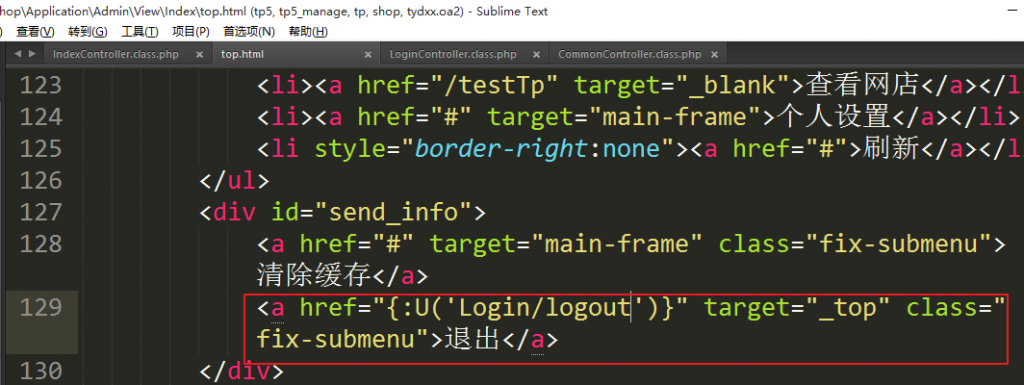 hop\Application\Admin\View\Index\top.html (tp5, tp5_manage, tp, shop, tydxx.oa2) - Sublime Text
查看(V) 转到(G) 工具(T) 项目(P) 首选项(N) 帮助(H)
IndexController.class.php × top.html × LoginController.class.php × CommonController.class.php ×
123 <li><a href="/testTp" target="_blank">查看网店</a></l
124 <li><a href="#" target="main-frame">个人设置</a></li>
125 <li style="border-right:none"><a href="#">刷新</a></l
126 </ul>
127 <div id="send_info">
128 <a href="#" target="main-frame" class="fix-submenu">
清除缓存</a>
129 <a href="{:U('Login/logout')}" target="_top" class="
fix-submenu">退出</a>
130 </div>